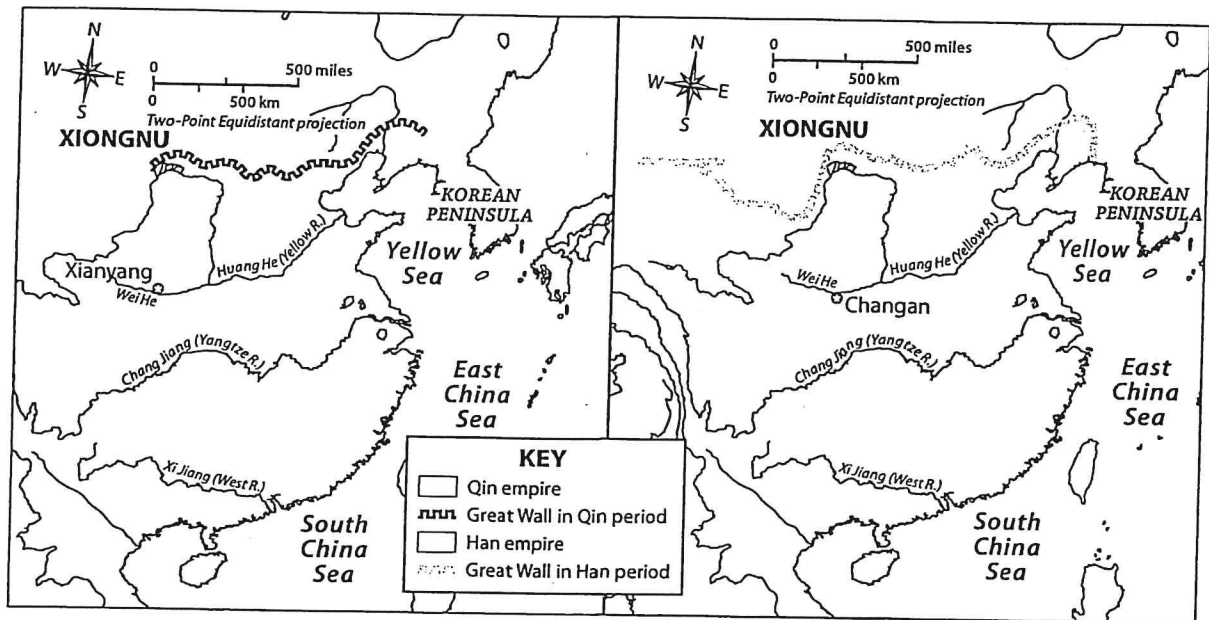 N
W E
S
0 500 miles
0 500 km
Two-Point Equidistant projection
XIONGNU
KOREAN
PENINSULA
Huang He (Yellow R.)
Yellow
Sea
Xianyang
Wei He
Chang Jiang (Yangtze R.)
East
China
Sea
Xi Jiang (West R.)
South
China
Sea
N
W E
S
0 500 miles
0 500 km
Two-Point Equidistant projection
XIONGNU
KOREAN
PENINSULA
Huang He (Yellow R.)
Yellow
Sea
Wei He
Changan
Chang Jiang (Yangtze R.)
East
China
Sea
Xi Jiang (West R.)
South
China
Sea
KEY
Qin empire
Great Wall in Qin period
Han empire
Great Wall in Han period